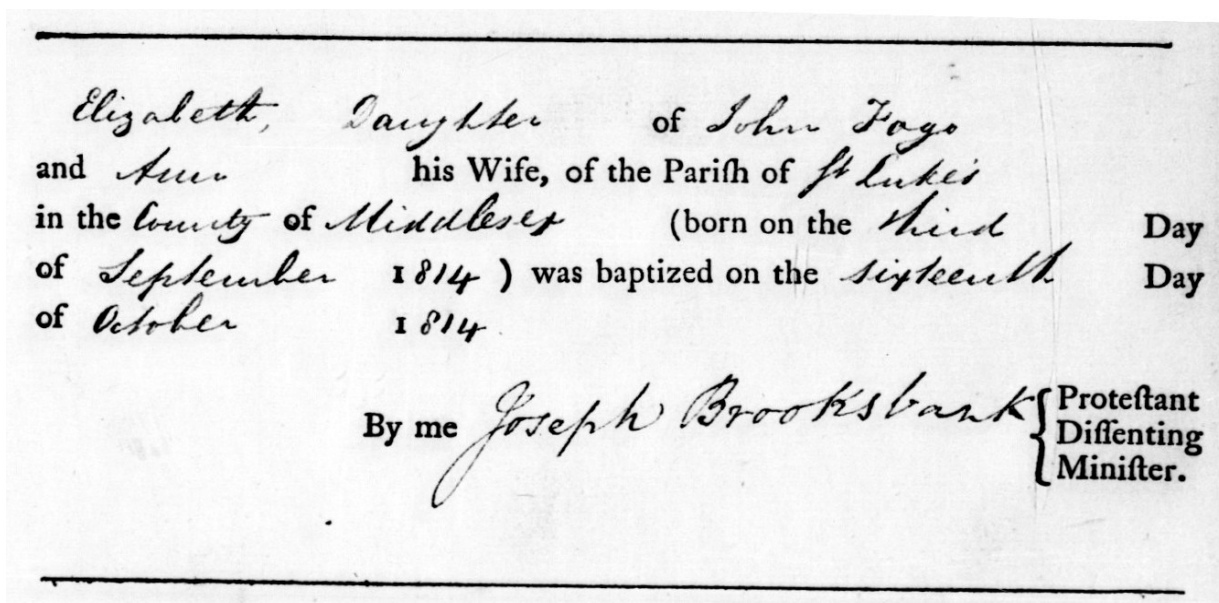 Elizabeth, Daughter of John Fogo
and Ann his Wife, of the Pariſh of St Lukes
in the County of Middlesex (born on the third Day
of September 1814) was baptized on the sixteenth Day
of October 1814
By me Joseph Brooksbank { Proteſtant
Diſſenting
Miniſter.